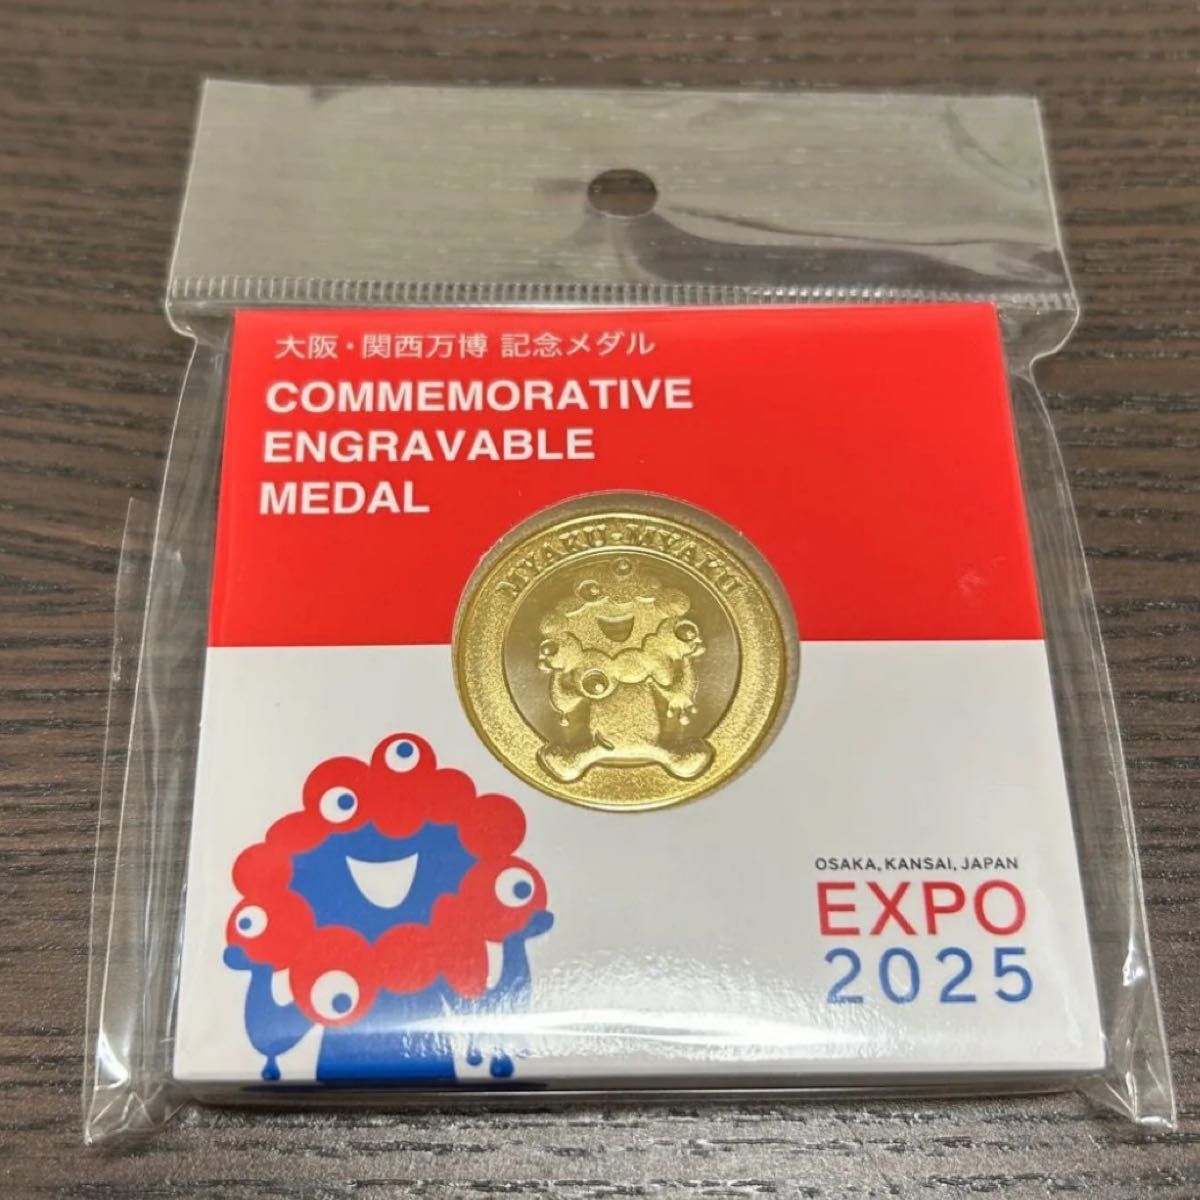 大阪・関西万博 記念メダル
COMMEMORATIVE
ENGRAVABLE
MEDAL
MYAKU-MYAKU
OSAKA, KANSAI, JAPAN
EXPO
2025